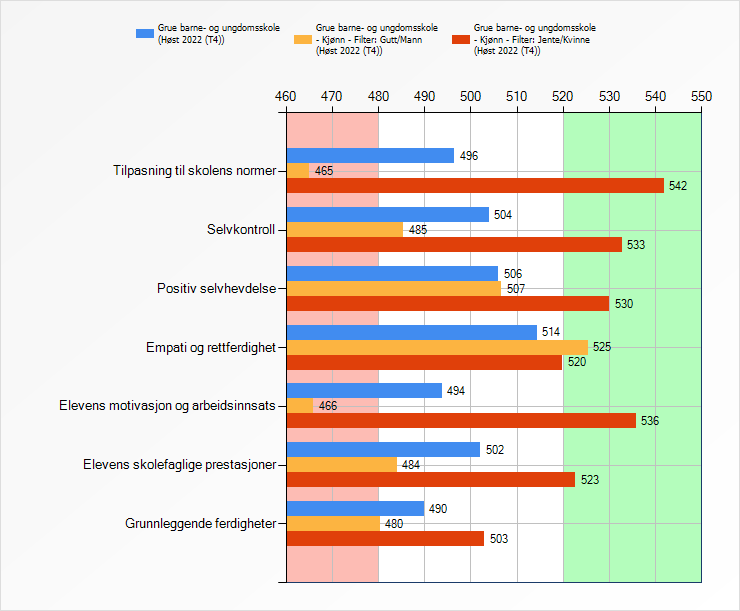 Grue barne- og ungdomsskole
(Høst 2022 (T4))
Grue barne- og ungdomsskole
- Kjønn - Filter: Gutt/Mann
(Høst 2022 (T4))
Grue barne- og ungdomsskole
- Kjønn - Filter: Jente/Kvinne
(Høst 2022 (T4))
460 470 480 490 500 510 520 530 540 550
Tilpasning til skolens normer
496
465
542
Selvkontroll
504
485
533
Positiv selvhevdelse
506
507
530
Empati og rettferdighet
514
525
520
Elevens motivasjon og arbeidsinnsats
494
466
536
Elevens skolefaglige prestasjoner
502
484
523
Grunnleggende ferdigheter
490
480
503